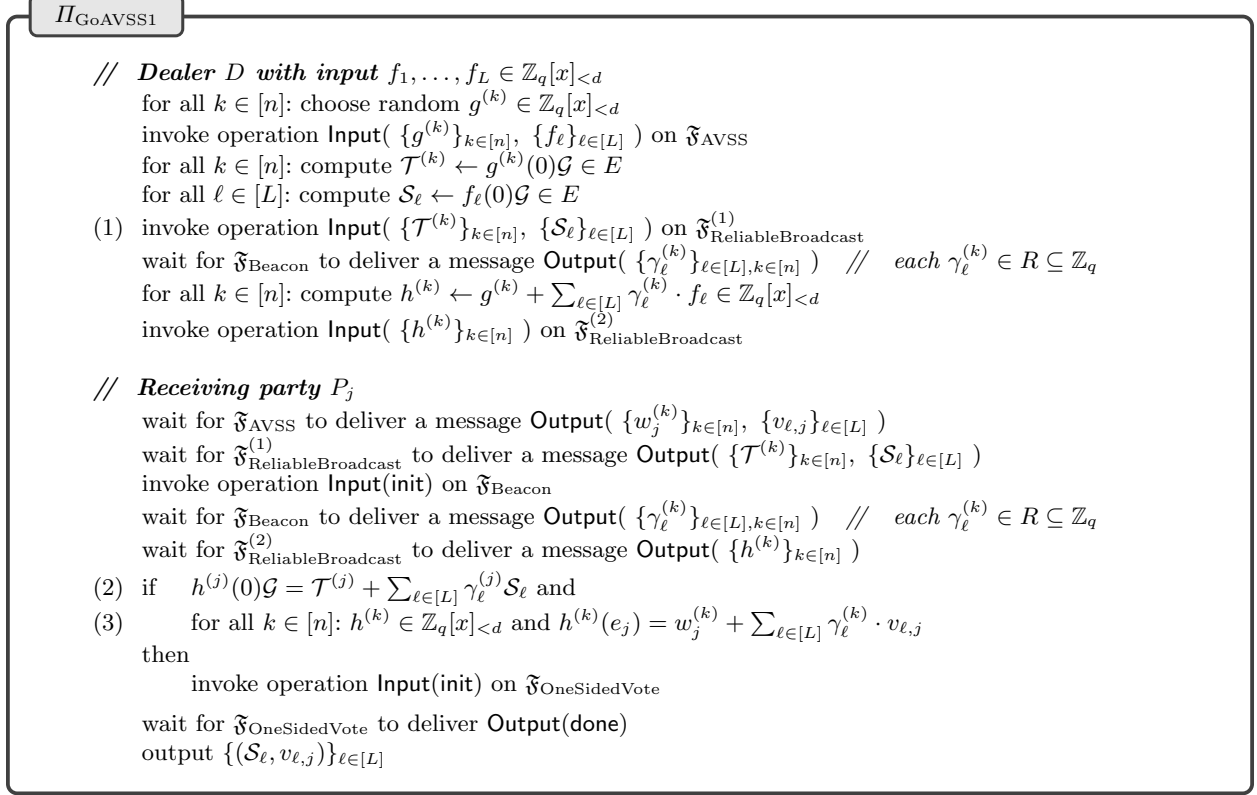 Π_GoAVSS1
// Dealer D with input f_1, . . . , f_L ∈ ℤ_q[x]_{<d}
for all k ∈ [n]: choose random g^{(k)} ∈ ℤ_q[x]_{<d}
invoke operation Input( {g^{(k)}}_{k∈[n]}, {f_ℓ}_{ℓ∈[L]} ) on 𝔉_AVSS
for all k ∈ [n]: compute 𝒯^{(k)} ← g^{(k)}(0)𝒢 ∈ E
for all ℓ ∈ [L]: compute 𝒮_ℓ ← f_ℓ(0)𝒢 ∈ E
(1) invoke operation Input( {𝒯^{(k)}}_{k∈[n]}, {𝒮_ℓ}_{ℓ∈[L]} ) on 𝔉^{(1)}_ReliableBroadcast
wait for 𝔉_Beacon to deliver a message Output( {γ_ℓ^{(k)}}_{ℓ∈[L],k∈[n]} ) // each γ_ℓ^{(k)} ∈ R ⊆ ℤ_q
for all k ∈ [n]: compute h^{(k)} ← g^{(k)} + ∑_{ℓ∈[L]} γ_ℓ^{(k)} · f_ℓ ∈ ℤ_q[x]_{<d}
invoke operation Input( {h^{(k)}}_{k∈[n]} ) on 𝔉^{(2)}_ReliableBroadcast
// Receiving party P_j
wait for 𝔉_AVSS to deliver a message Output( {w_j^{(k)}}_{k∈[n]}, {v_{ℓ,j}}_{ℓ∈[L]} )
wait for 𝔉^{(1)}_ReliableBroadcast to deliver a message Output( {𝒯^{(k)}}_{k∈[n]}, {𝒮_ℓ}_{ℓ∈[L]} )
invoke operation Input(init) on 𝔉_Beacon
wait for 𝔉_Beacon to deliver a message Output( {γ_ℓ^{(k)}}_{ℓ∈[L],k∈[n]} ) // each γ_ℓ^{(k)} ∈ R ⊆ ℤ_q
wait for 𝔉^{(2)}_ReliableBroadcast to deliver a message Output( {h^{(k)}}_{k∈[n]} )
(2) if h^{(j)}(0)𝒢 = 𝒯^{(j)} + ∑_{ℓ∈[L]} γ_ℓ^{(j)} 𝒮_ℓ and
(3) for all k ∈ [n]: h^{(k)} ∈ ℤ_q[x]_{<d} and h^{(k)}(e_j) = w_j^{(k)} + ∑_{ℓ∈[L]} γ_ℓ^{(k)} · v_{ℓ,j}
then
invoke operation Input(init) on 𝔉_OneSidedVote
wait for 𝔉_OneSidedVote to deliver Output(done)
output {(𝒮_ℓ, v_{ℓ,j})}_{ℓ∈[L]}